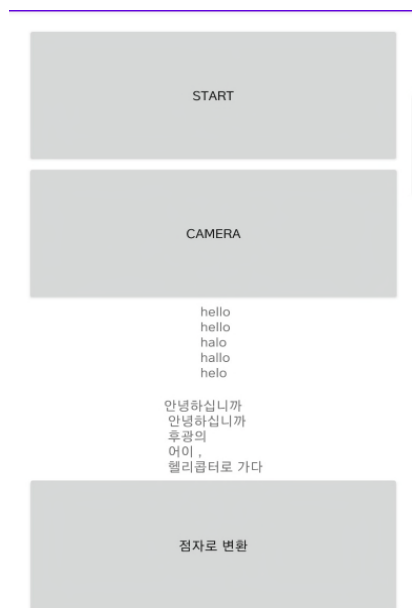 START
CAMERA
hello
hello
halo
hallo
helo
안녕하십니까
안녕하십니까
후광의
어이 ,
헬리콥터로 가다
점자로 변환